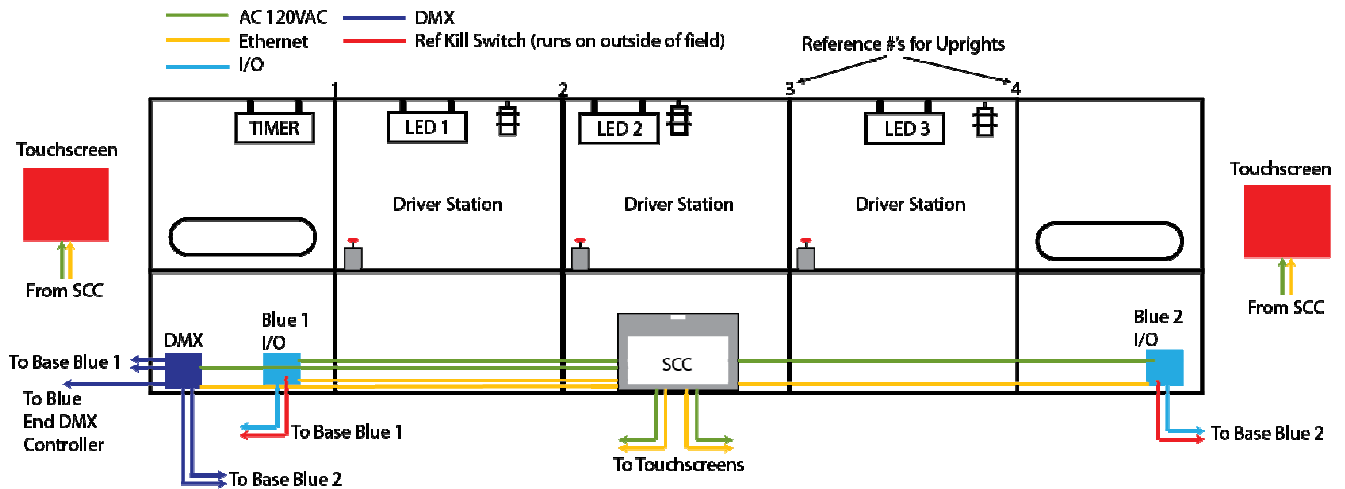 AC 120VAC
DMX
Ethernet
Ref Kill Switch (runs on outside of field)
I/O
Reference #'s for Uprights
1
2
3
4
TIMER
LED 1
LED 2
LED 3
Touchscreen
Touchscreen
Driver Station
Driver Station
Driver Station
From SCC
From SCC
DMX
Blue 1
I/O
SCC
Blue 2
I/O
To Base Blue 1
To Blue
End DMX
Controller
To Base Blue 1
To Base Blue 2
To Touchscreens
To Base Blue 2